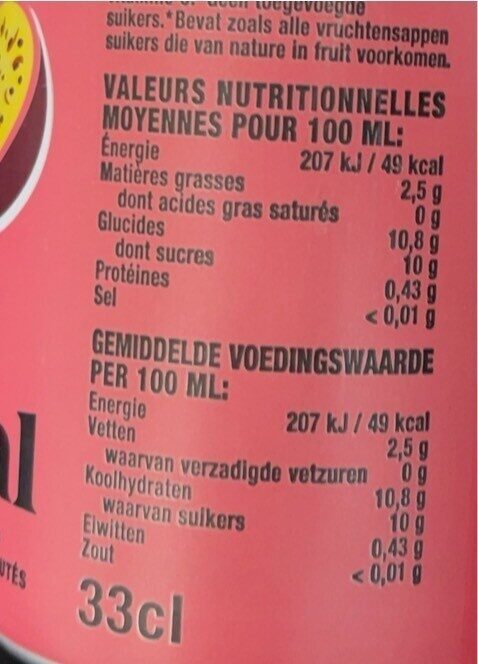 toegevoegde
suikers.*Bevat zoals alle vruchtensappen
suikers die van nature in fruit voorkomen.
VALEURS NUTRITIONNELLES
MOYENNES POUR 100 ML:
Énergie 207 kJ / 49 kcal
Matières grasses 2,5 g
dont acides gras saturés 0 g
Glucides 10,8 g
dont sucres 10 g
Protéines 0,43 g
Sel < 0,01 g
GEMIDDELDE VOEDINGSWAARDE
PER 100 ML:
Energie 207 kJ / 49 kcal
Vetten 2,5 g
waarvan verzadigde vetzuren 0 g
Koolhydraten 10,8 g
waarvan suikers 10 g
Eiwitten 0,43 g
Zout < 0,01 g
33cl